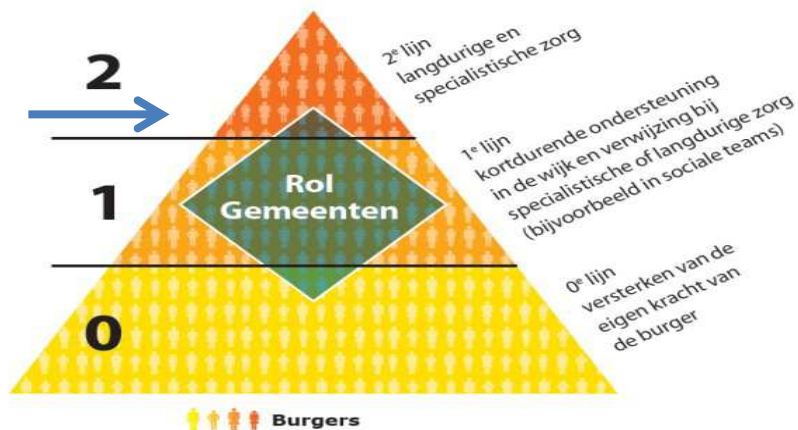 2
2e lijn
langdurige en
specialistische zorg
1
Rol
Gemeenten
1e lijn
kortdurende ondersteuning
in de wijk en verwijzing bij
specialistische of langdurige zorg
(bijvoorbeeld in sociale teams)
0
0e lijn
versterken van de
eigen kracht van
de burger
Burgers